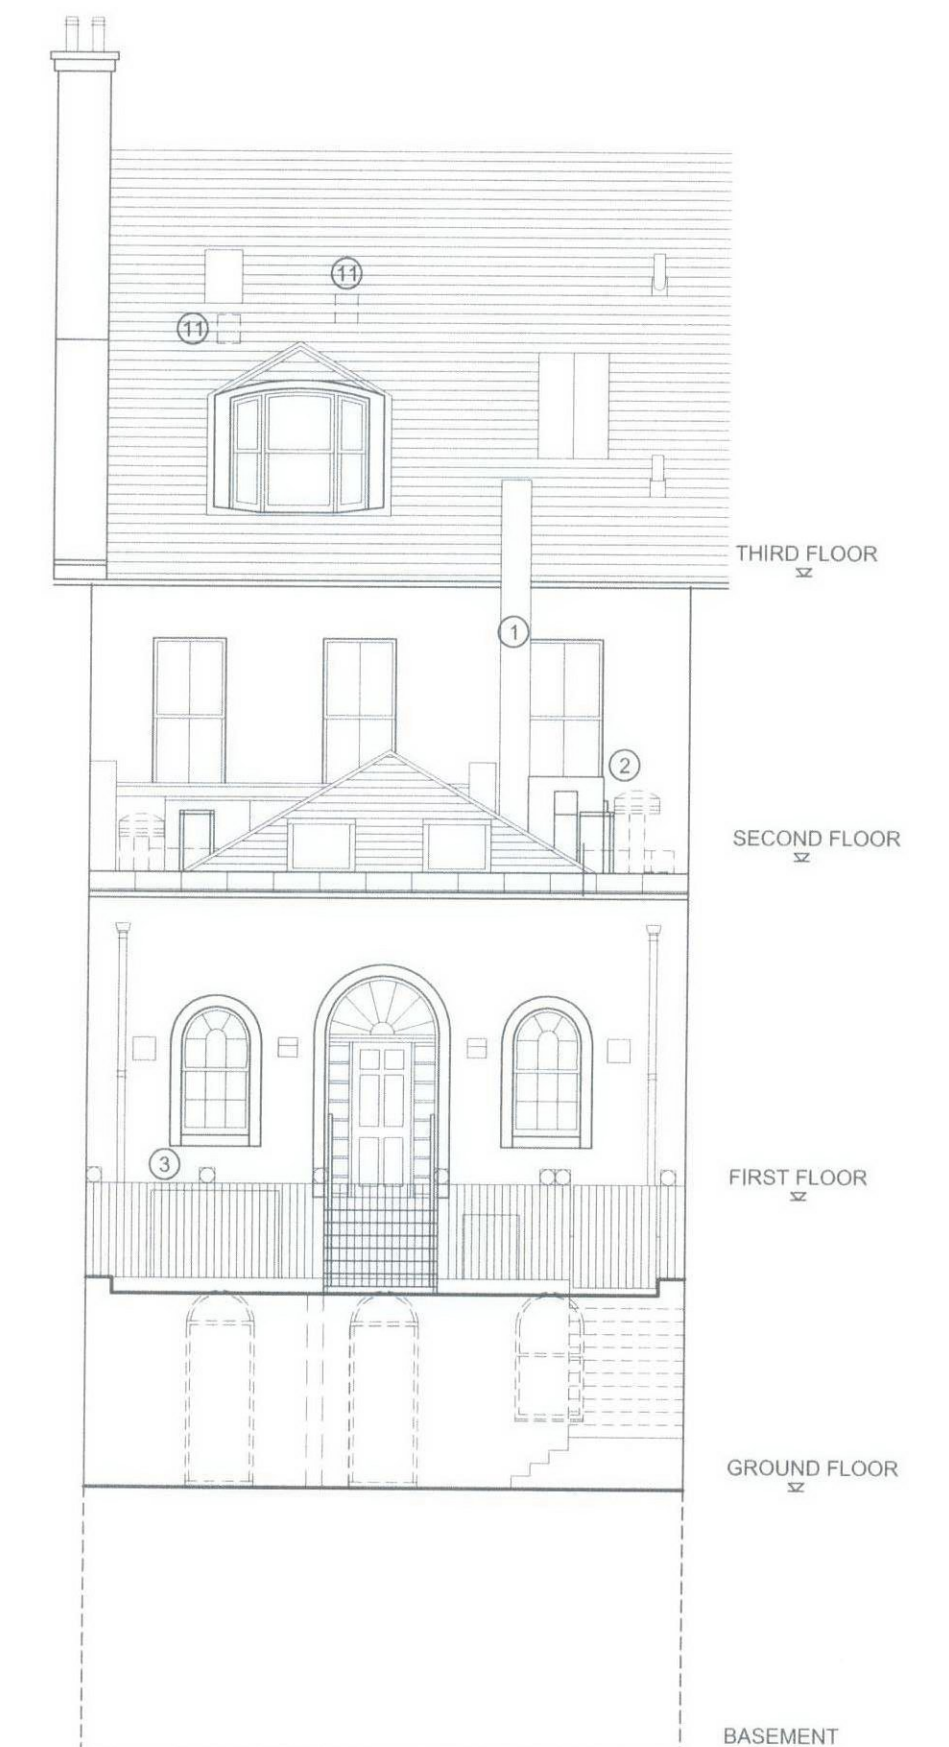 11
11
THIRD FLOOR
1
2
SECOND FLOOR
3
FIRST FLOOR
GROUND FLOOR
BASEMENT